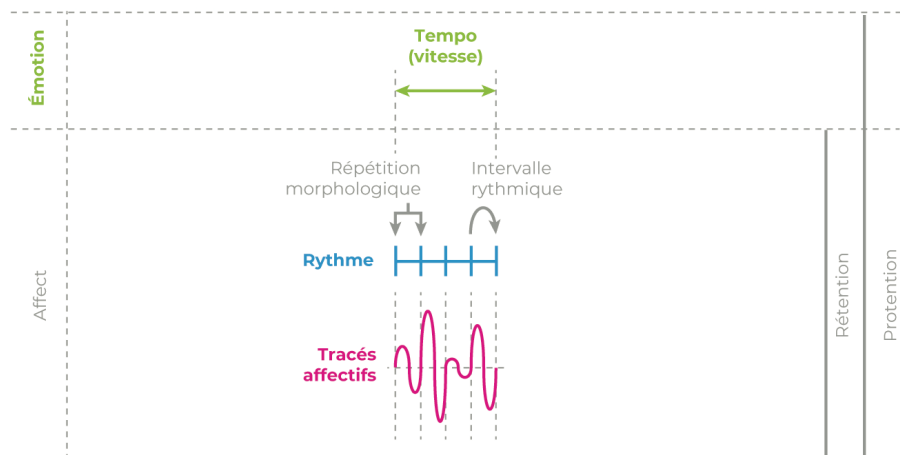 Émotion
Tempo
(vitesse)
Répétition
morphologique
Intervalle
rythmique
Rythme
Affect
Tracés
affectifs
Rétention
Protention